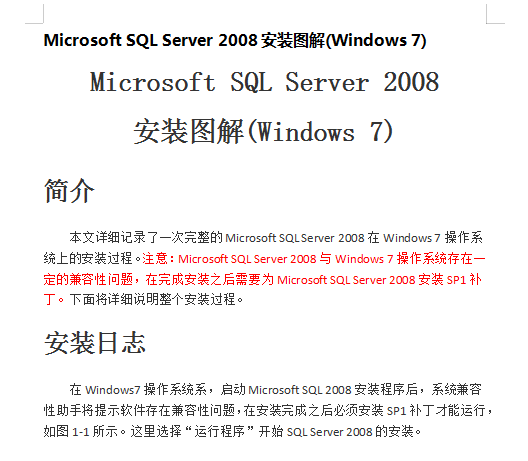 Microsoft SQL Server 2008安装图解(Windows 7)
Microsoft SQL Server 2008
安装图解(Windows 7)
简介
本文详细记录了一次完整的 Microsoft SQL Server 2008 在 Windows 7 操作系
统上的安装过程。注意：Microsoft SQL Server 2008 与 Windows 7 操作系统存在一
定的兼容性问题，在完成安装之后需要为 Microsoft SQL Server 2008 安装 SP1 补
丁。下面将详细说明整个安装过程。
安装日志
在 Windows7 操作系统系，启动 Microsoft SQL 2008 安装程序后，系统兼容
性助手将提示软件存在兼容性问题，在安装完成之后必须安装 SP1 补丁才能运行，
如图 1-1 所示。这里选择“运行程序”开始 SQL Server 2008 的安装。